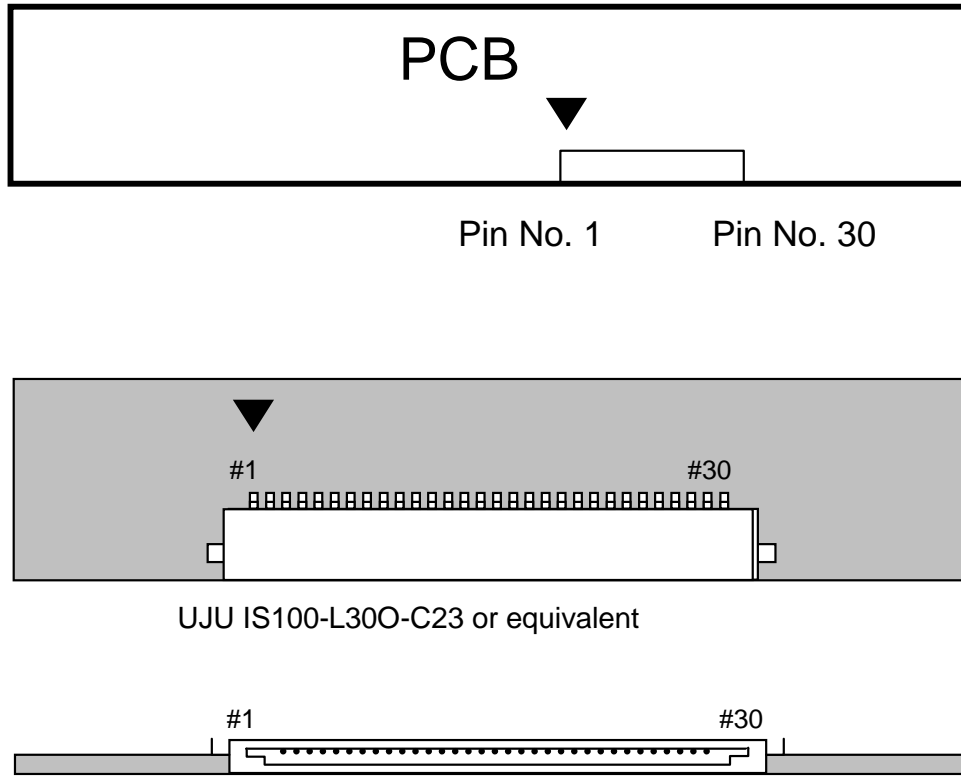 PCB
Pin No. 1 Pin No. 30
#1 #30
UJU IS100-L30O-C23 or equivalent
#1 #30